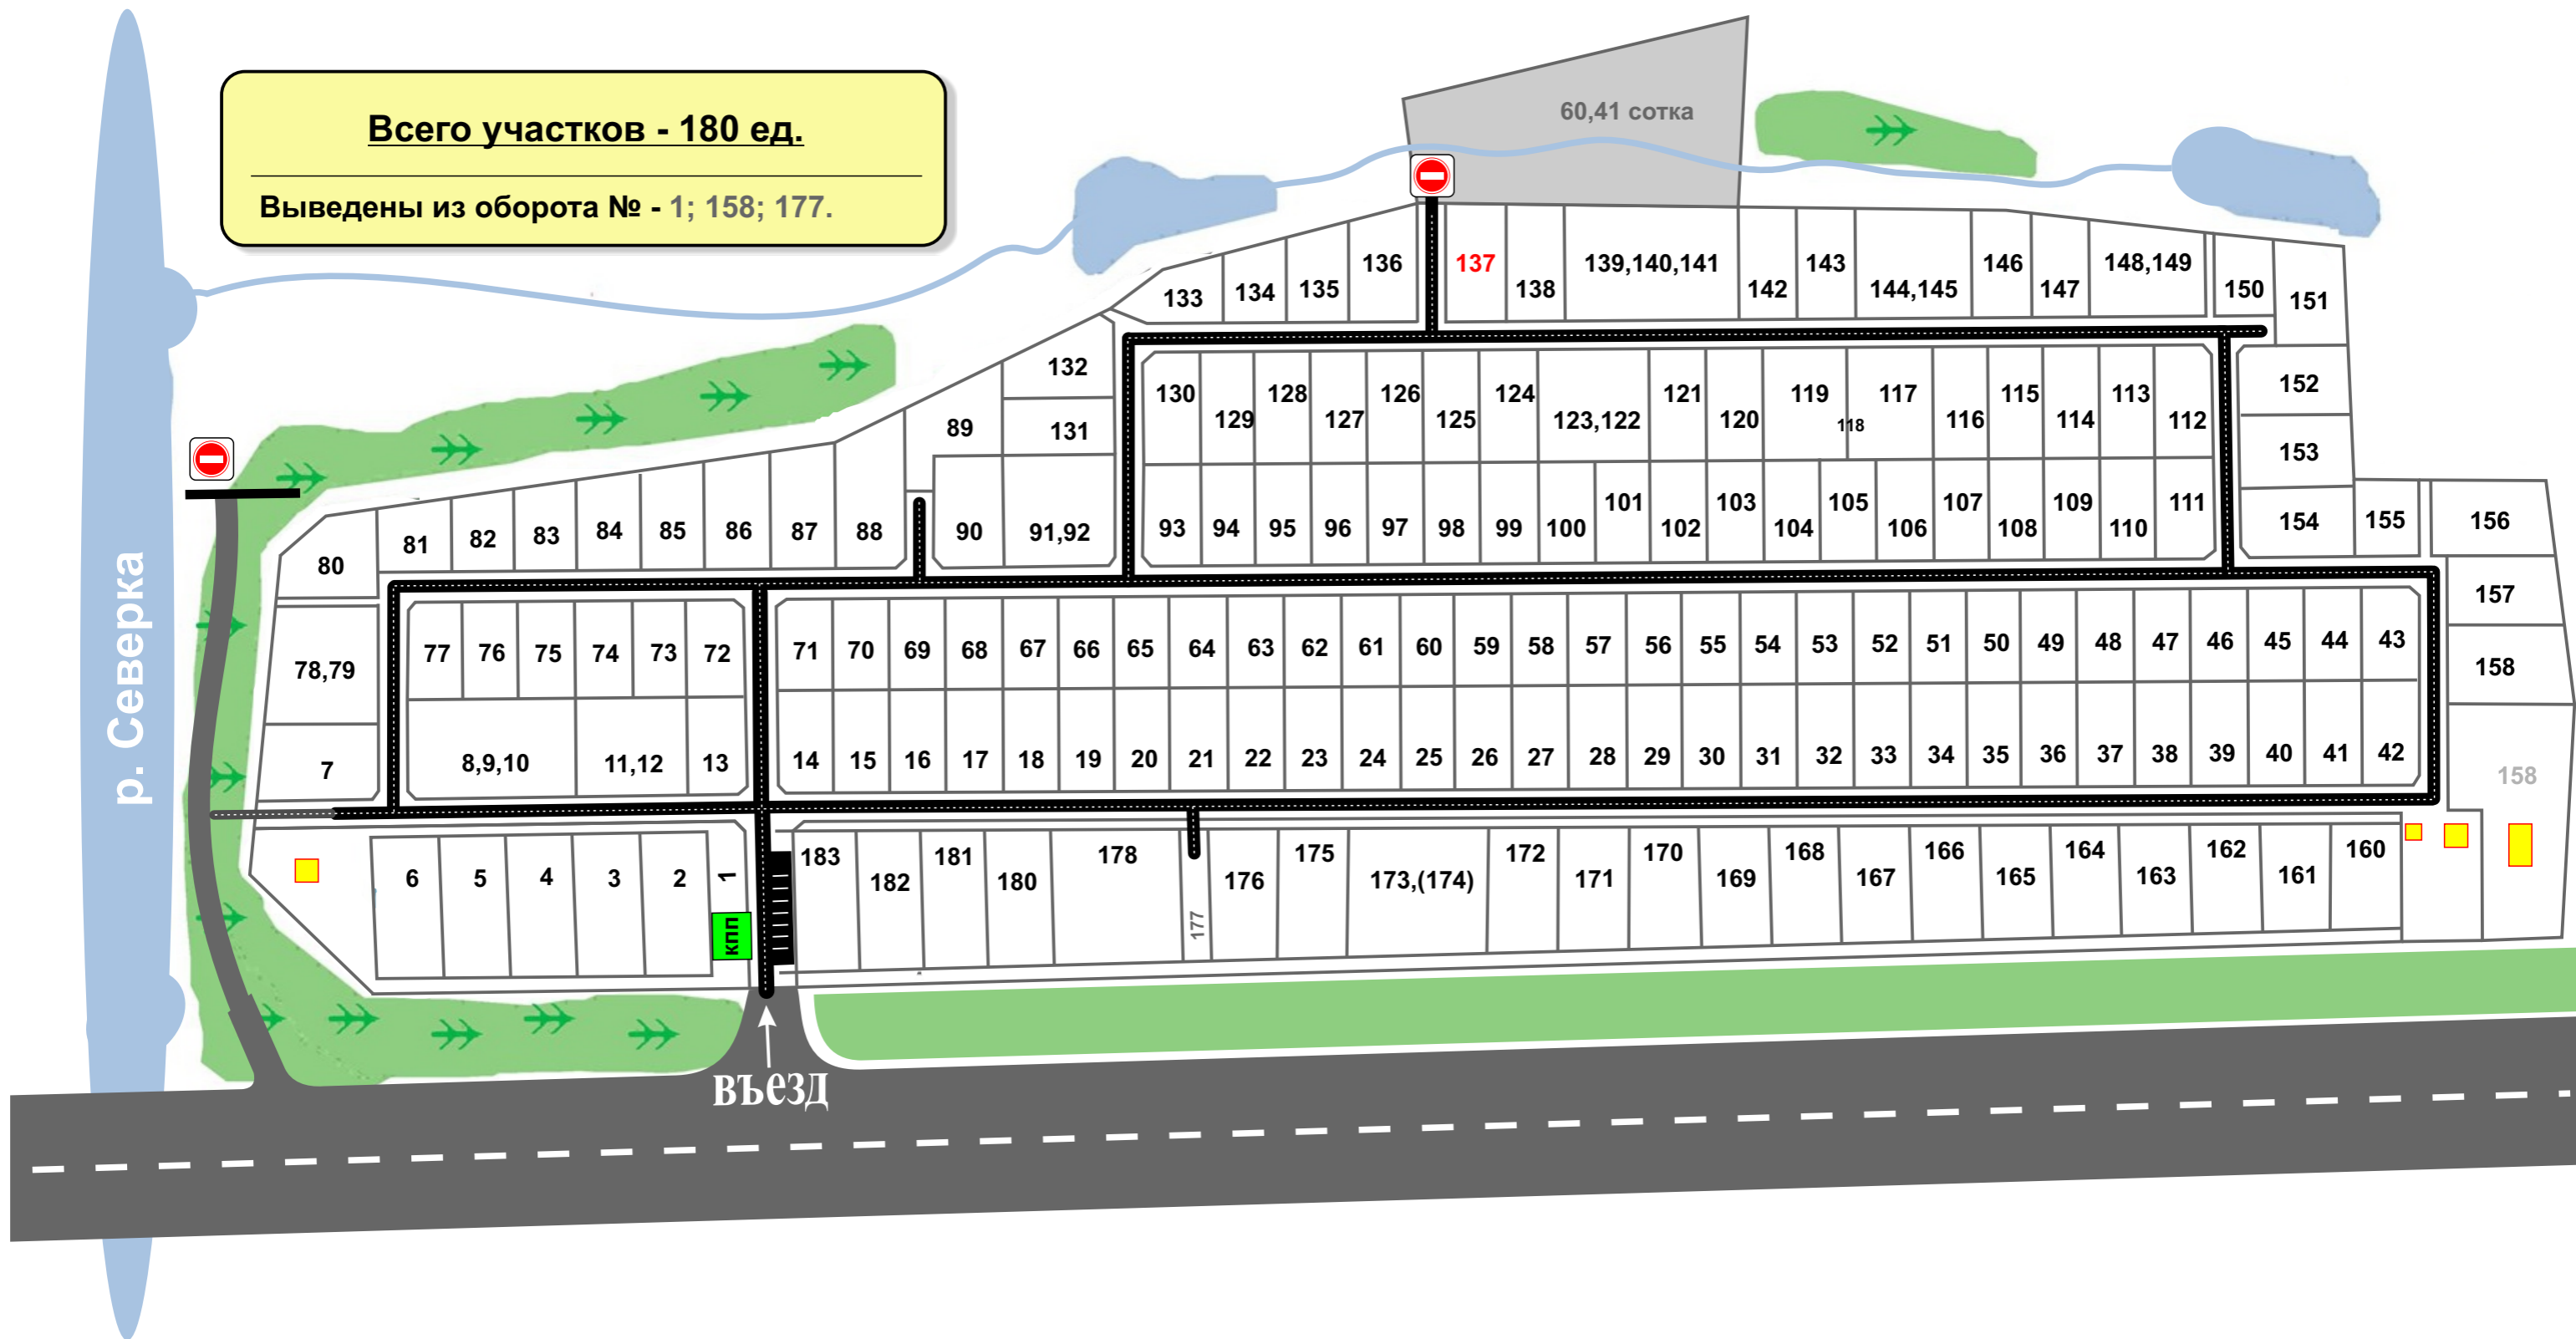 Всего участков - 180 ед.
Выведены из оборота № - 1; 158; 177.
60,41 сотка
р. Северка
133 134 135 136 137 138 139,140,141 142 143 144,145 146 147 148,149 150 151
132
131
89
130 129 128 127 126 125 124 123,122 121 120 119 118 117 116 115 114 113 112
152
153
154 155 156
80 81 82 83 84 85 86 87 88 90 91,92
93 94 95 96 97 98 99 100 101 102 103 104 105 106 107 108 109 110 111
157
158
78,79
77 76 75 74 73 72
71 70 69 68 67 66 65 64 63 62 61 60 59 58 57 56 55 54 53 52 51 50 49 48 47 46 45 44 43
7
8,9,10 11,12 13
14 15 16 17 18 19 20 21 22 23 24 25 26 27 28 29 30 31 32 33 34 35 36 37 38 39 40 41 42
158
6 5 4 3 2 1
кпп
183 182 181 180 178 177 176 175 173,(174) 172 171 170 169 168 167 166 165 164 163 162 161 160
въезд